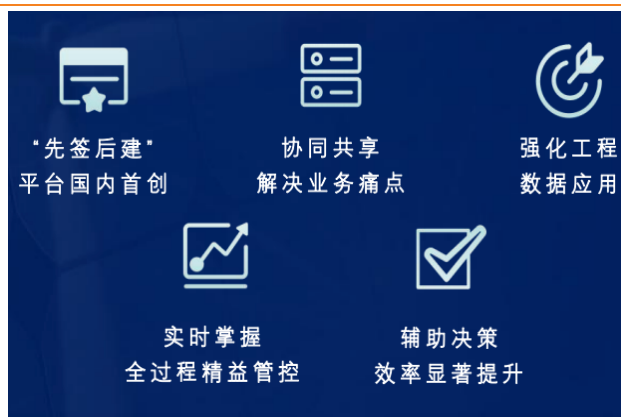 “先签后建”
平台国内首创
协同共享
解决业务痛点
强化工程
数据应用
实时掌握
全过程精益管控
辅助决策
效率显著提升